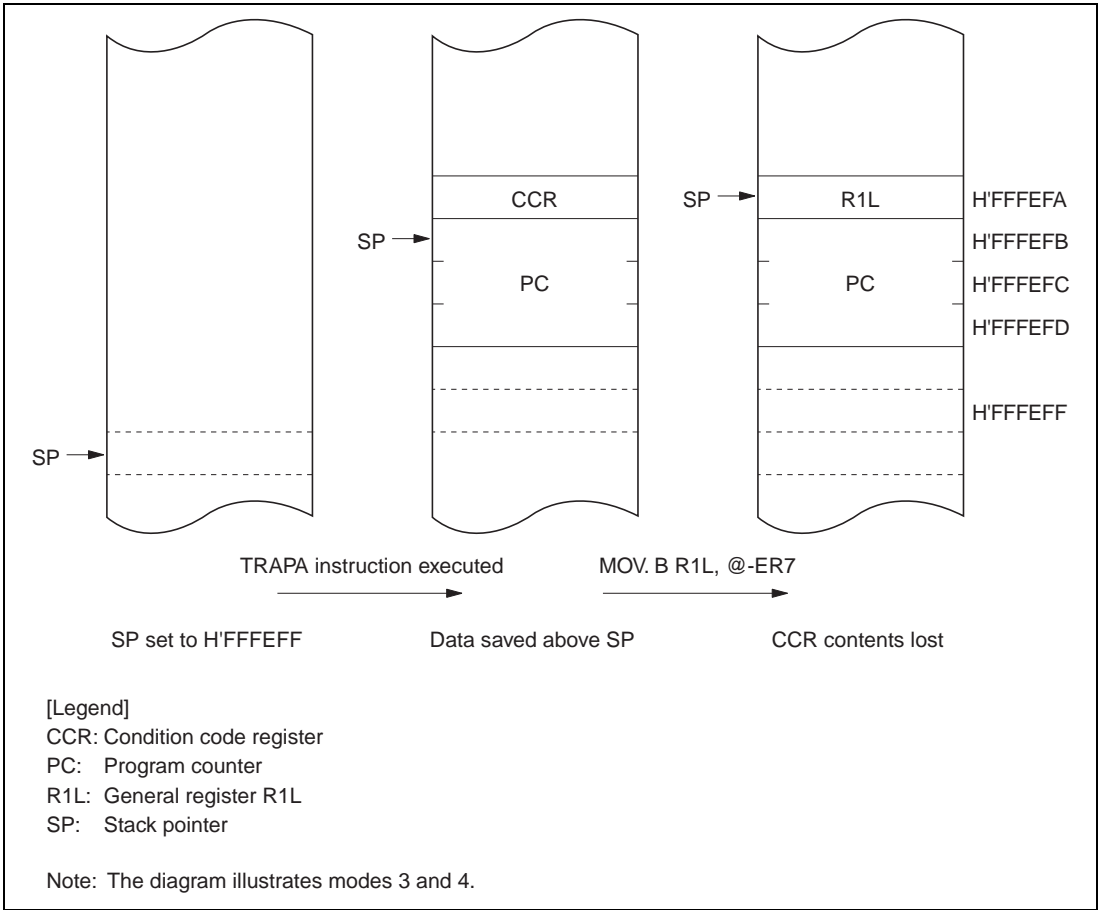 CCR
SP
R1L
H'FFFEFA
SP
H'FFFEFB
PC
PC
H'FFFEFC
H'FFFEFD
H'FFFEFF
SP
TRAPA instruction executed
MOV. B R1L, @-ER7
SP set to H'FFFEFF
Data saved above SP
CCR contents lost
[Legend]
CCR: Condition code register
PC: Program counter
R1L: General register R1L
SP: Stack pointer
Note: The diagram illustrates modes 3 and 4.